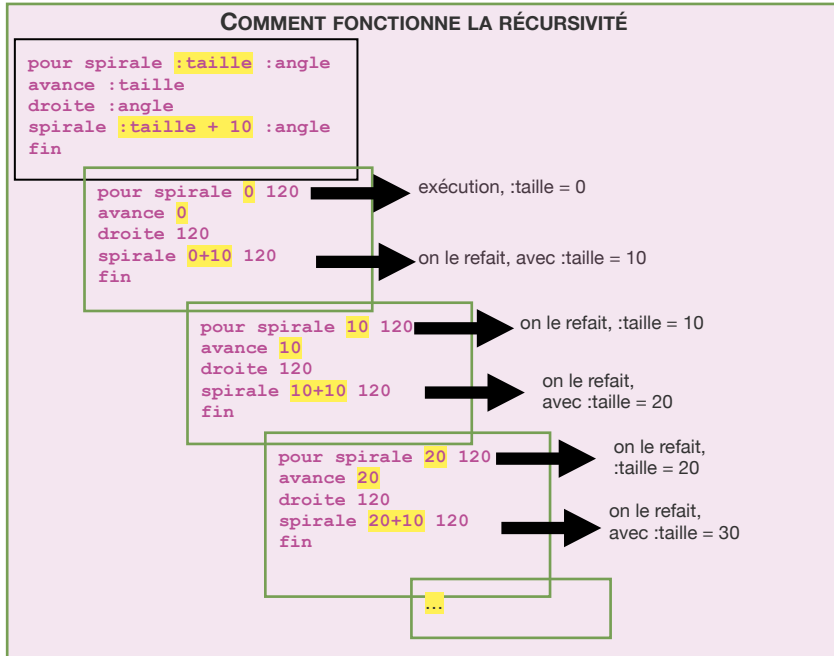 COMMENT FONCTIONNE LA RÉCURSIVITÉ
pour spirale :taille :angle
avance :taille
droite :angle
spirale :taille + 10 :angle
fin
pour spirale 0 120
exécution, :taille = 0
avance 0
droite 120
spirale 0+10 120
on le refait, avec :taille = 10
fin
pour spirale 10 120
on le refait, :taille = 10
avance 10
droite 120
spirale 10+10 120
on le refait,
avec :taille = 20
fin
pour spirale 20 120
on le refait,
:taille = 20
avance 20
droite 120
spirale 20+10 120
on le refait,
avec :taille = 30
fin
...